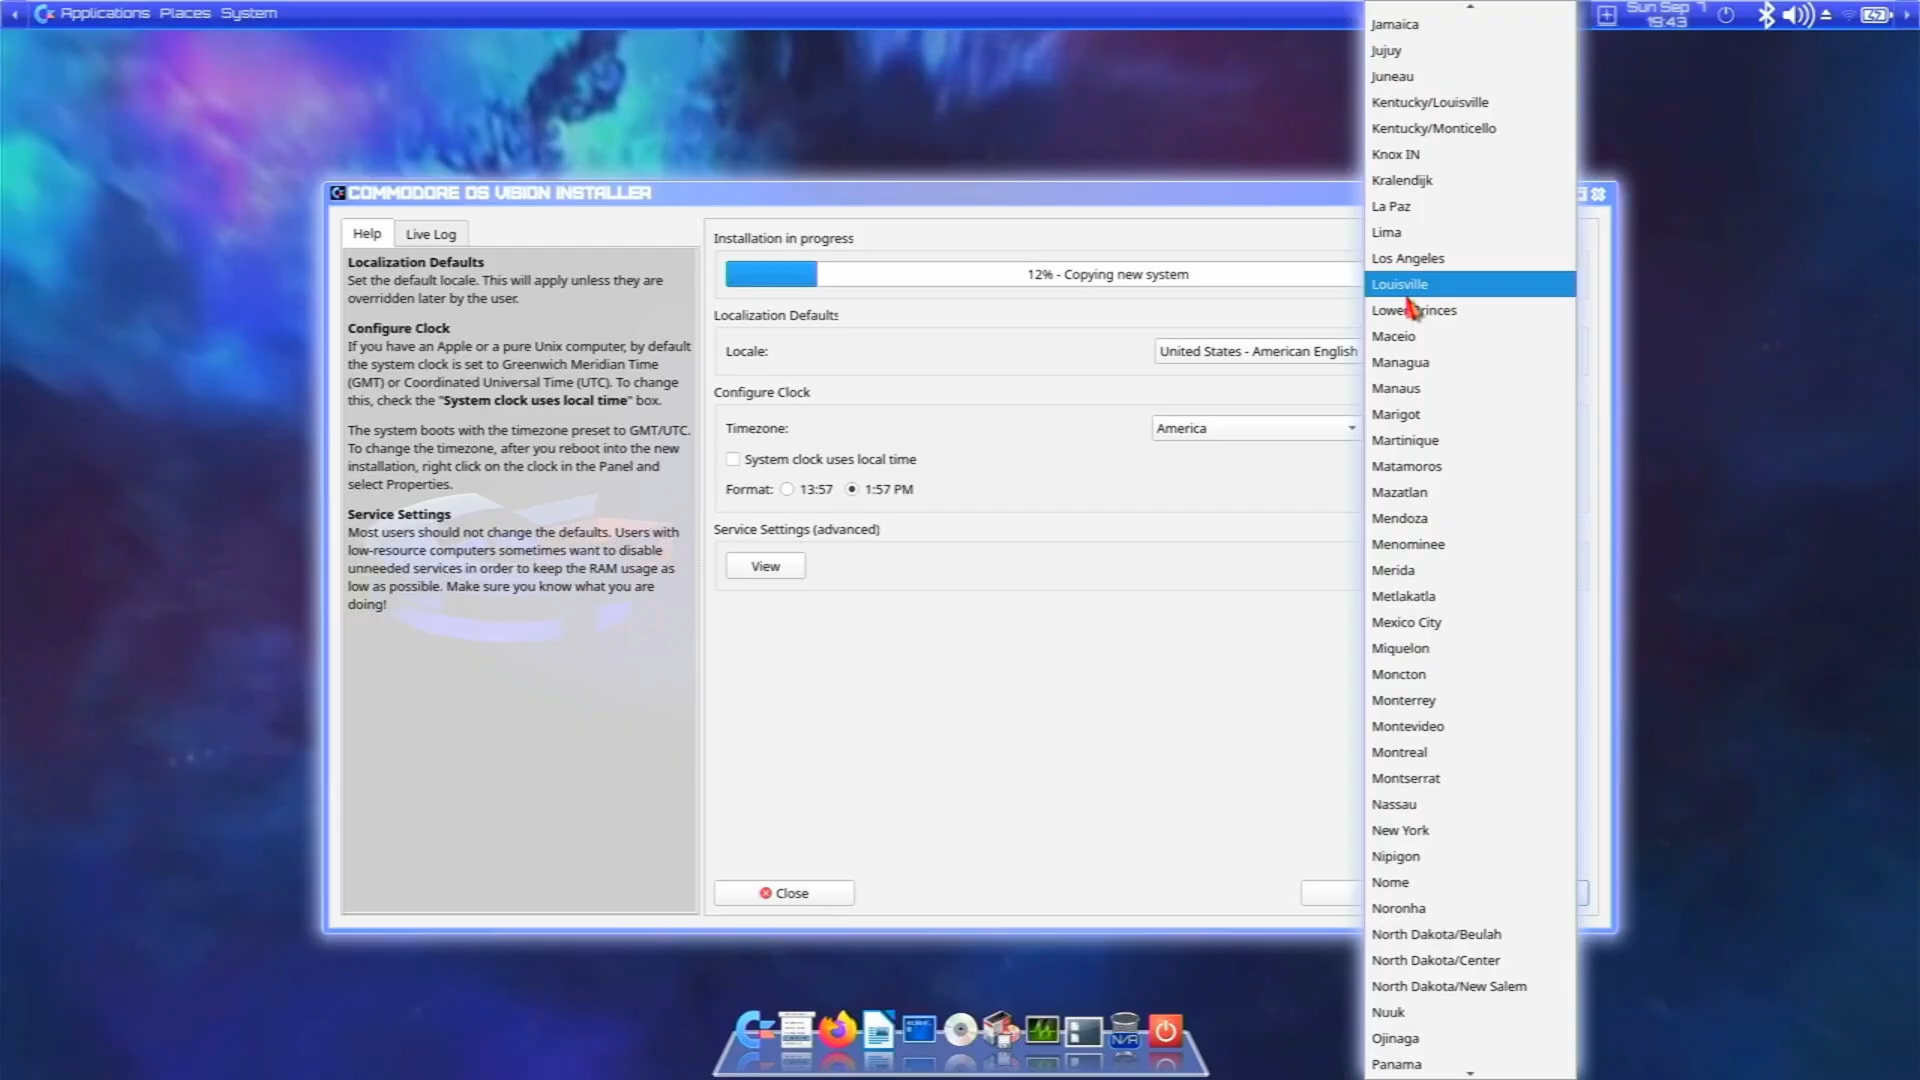 Applications Places System
Sun Sep 7
19:43
COMMODORE OS VISION INSTALLER
Help
Live Log
Localization Defaults
Set the default locale. This will apply unless they are
overridden later by the user.
Configure Clock
If you have an Apple or a pure Unix computer, by default
the system clock is set to Greenwich Meridian Time
(GMT) or Coordinated Universal Time (UTC). To change
this, check the "System clock uses local time" box.
The system boots with the timezone preset to GMT/UTC.
To change the timezone, after you reboot into the new
installation, right click on the clock in the Panel and
select Properties.
Service Settings
Most users should not change the defaults. Users with
low-resource computers sometimes want to disable
unneeded services in order to keep the RAM usage as
low as possible. Make sure you know what you are
doing!
Installation in progress
12% - Copying new system
Localization Defaults
Locale:
United States - American English
Configure Clock
Timezone:
America
System clock uses local time
Format:
13:57
1:57 PM
Service Settings (advanced)
View
Close
Jamaica
Jujuy
Juneau
Kentucky/Louisville
Kentucky/Monticello
Knox IN
Kralendijk
La Paz
Lima
Los Angeles
Louisville
Lower Princes
Maceio
Managua
Manaus
Marigot
Martinique
Matamoros
Mazatlan
Mendoza
Menominee
Merida
Metlakatla
Mexico City
Miquelon
Moncton
Monterrey
Montevideo
Montreal
Montserrat
Nassau
New York
Nipigon
Nome
Noronha
North Dakota/Beulah
North Dakota/Center
North Dakota/New Salem
Nuuk
Ojinaga
Panama